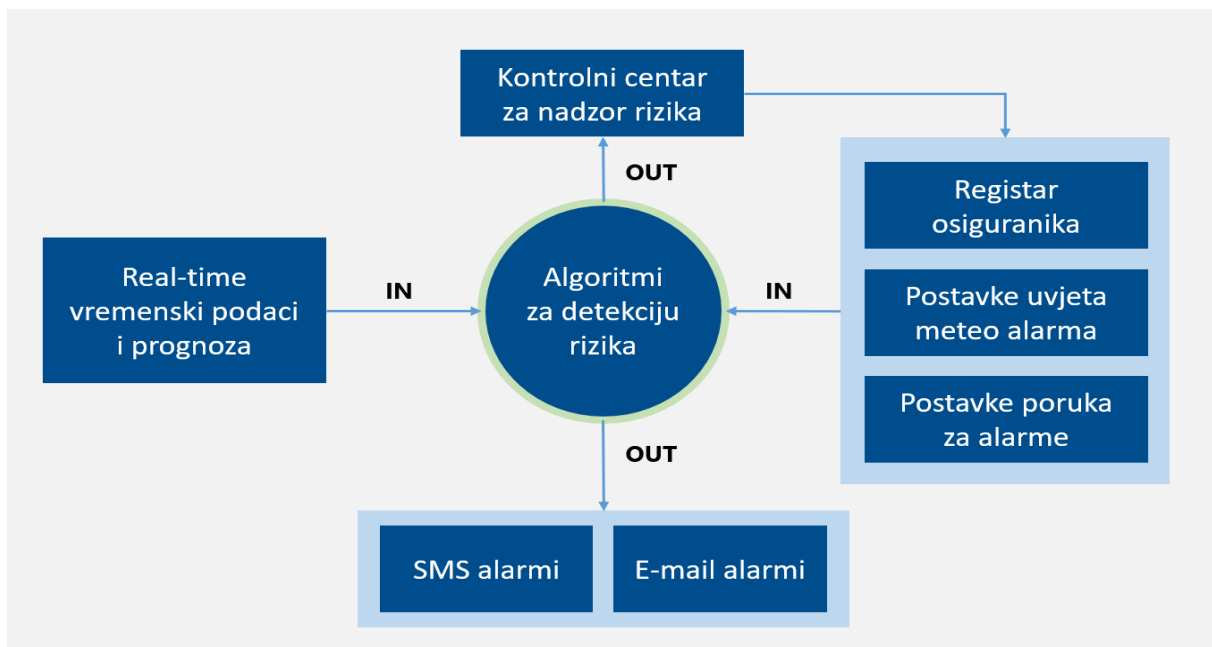 Kontrolni centar
za nadzor rizika
OUT
Registar
osiguranika
Real-time
vremenski podaci
i prognoza
IN
Algoritmi
za detekciju
rizika
IN
Postavke uvjeta
meteo alarma
Postavke poruka
za alarme
OUT
SMS alarmi
E-mail alarmi